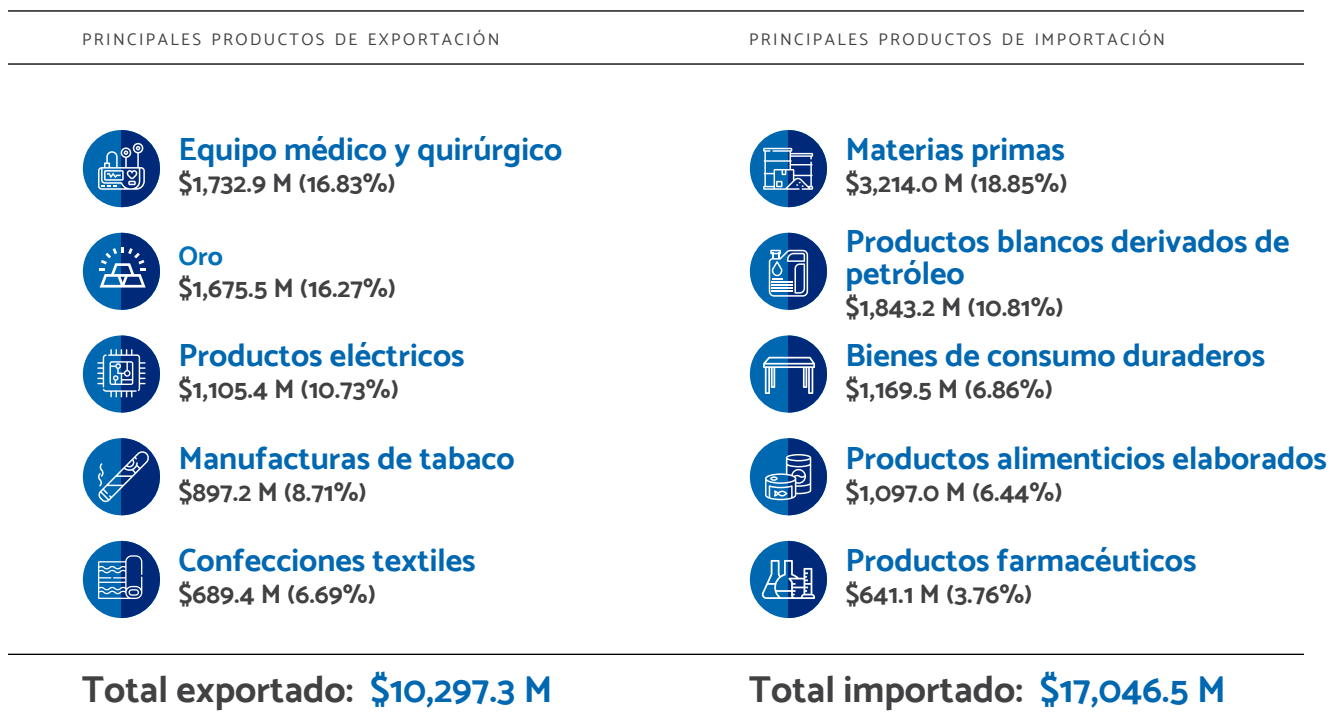 PRINCIPALES PRODUCTOS DE EXPORTACIÓN
Equipo médico y quirúrgico
$1,732.9 M (16.83%)
Oro
$1,675.5 M (16.27%)
Productos eléctricos
$1,105.4 M (10.73%)
Manufacturas de tabaco
$897.2 M (8.71%)
Confecciones textiles
$689.4 M (6.69%)
Total exportado: $10,297.3 M
PRINCIPALES PRODUCTOS DE IMPORTACIÓN
Materias primas
$3,214.0 M (18.85%)
Productos blancos derivados de
petróleo
$1,843.2 M (10.81%)
Bienes de consumo duraderos
$1,169.5 M (6.86%)
Productos alimenticios elaborados
$1,097.0 M (6.44%)
Productos farmacéuticos
$641.1 M (3.76%)
Total importado: $17,046.5 M